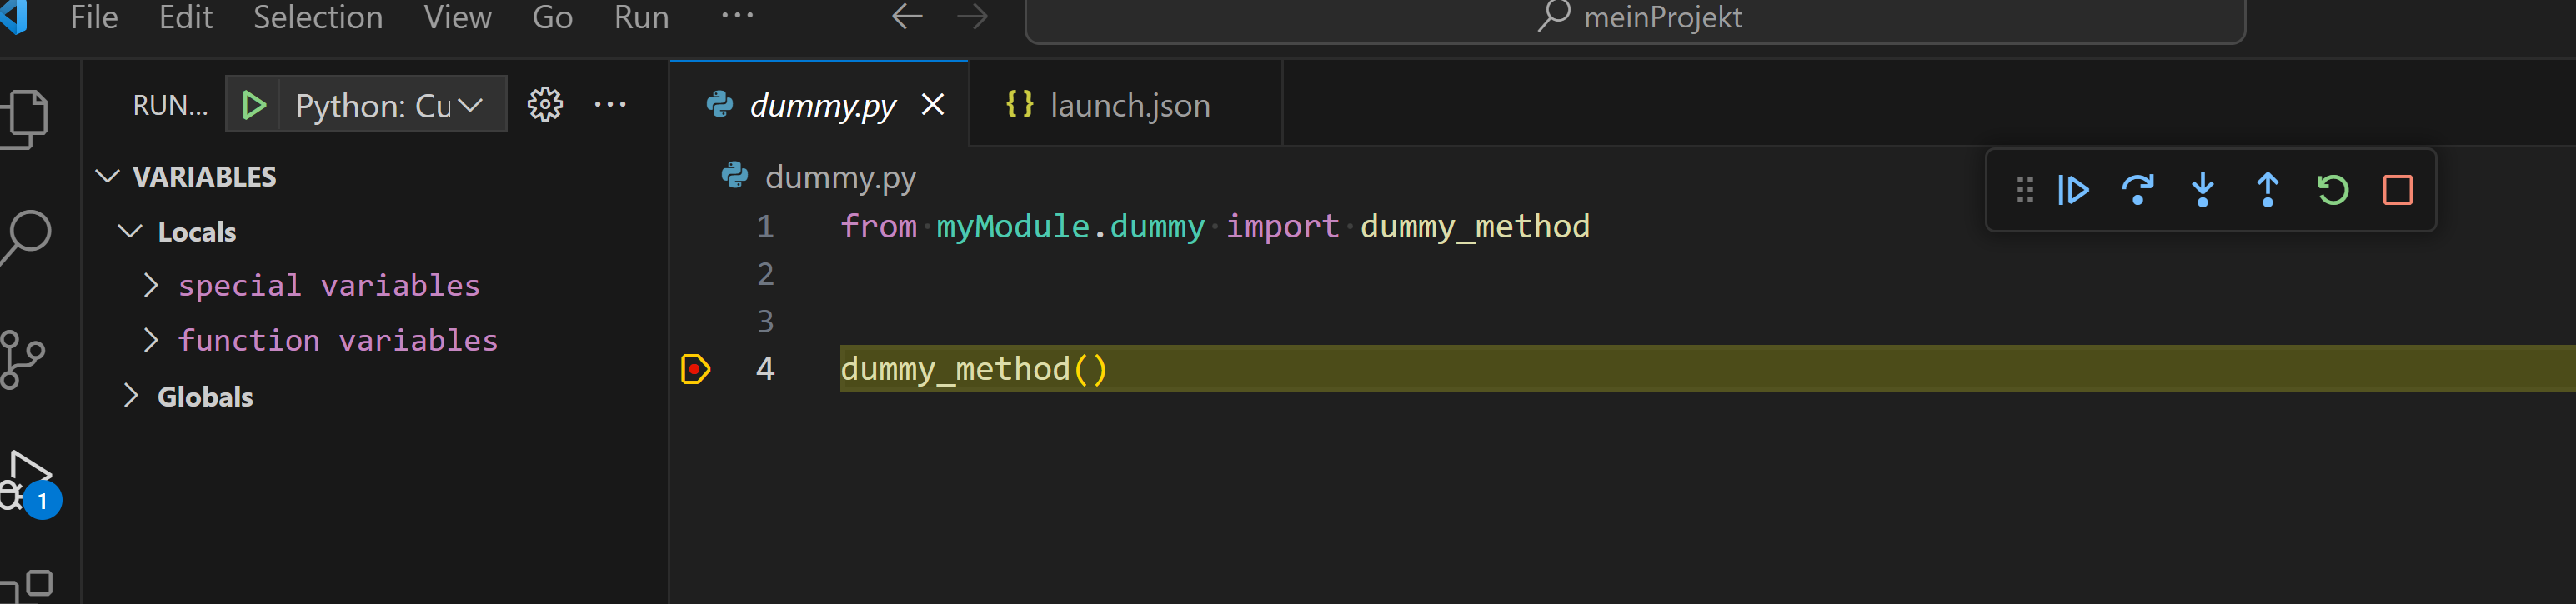 File Edit Selection View Go Run ··· meinProjekt
RUN... Python: Cu
dummy.py launch.json
VARIABLES
Locals
special variables
function variables
Globals
1
dummy.py
1 from myModule.dummy import dummy_method
2
3
4 dummy_method()